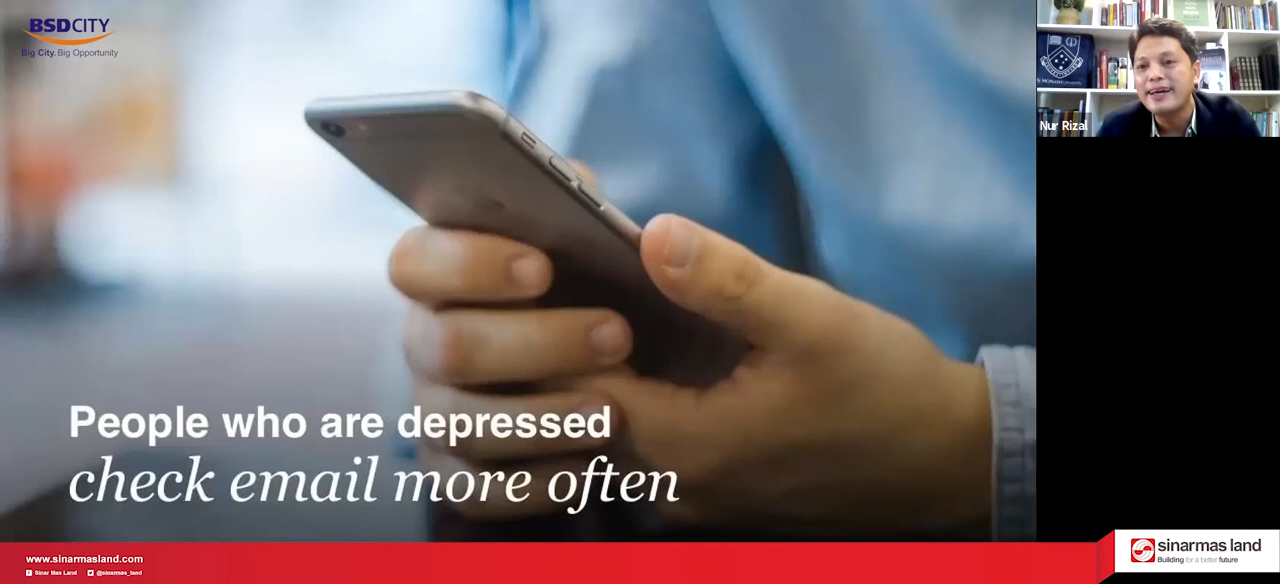 BSDCITY
Big City. Big Opportunity
Nur Rizal
People who are depressed
check email more often
www.sinarmasland.com
Sinar Mas Land @sinarmas_land
sinarmas land
Building for a better future